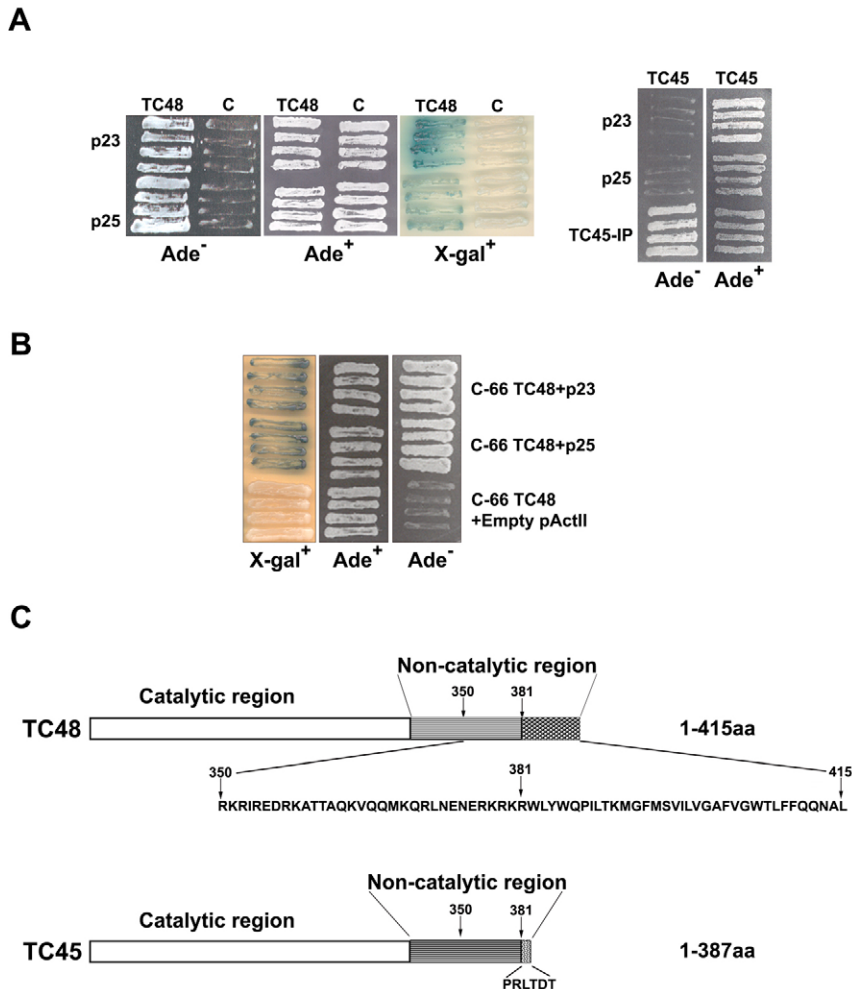 A
TC48 C TC48 C TC48 C
p23
p25
Ade⁻ Ade⁺ X-gal⁺
TC45 TC45
p23
p25
TC45-IP
Ade⁻ Ade⁺
B
C-66 TC48+p23
C-66 TC48+p25
C-66 TC48
+Empty pActII
X-gal⁺ Ade⁺ Ade⁻
C
Non-catalytic region
Catalytic region 350 381
TC48 1-415aa
350 381 415
RKRIREDRKATTAQKVQQMKQRLNENERKRKRWLYWQPILTKMGFMSVILVGAFVGWTLFFQQNAL
Non-catalytic region
Catalytic region 350 381
TC45 1-387aa
PRLTDT